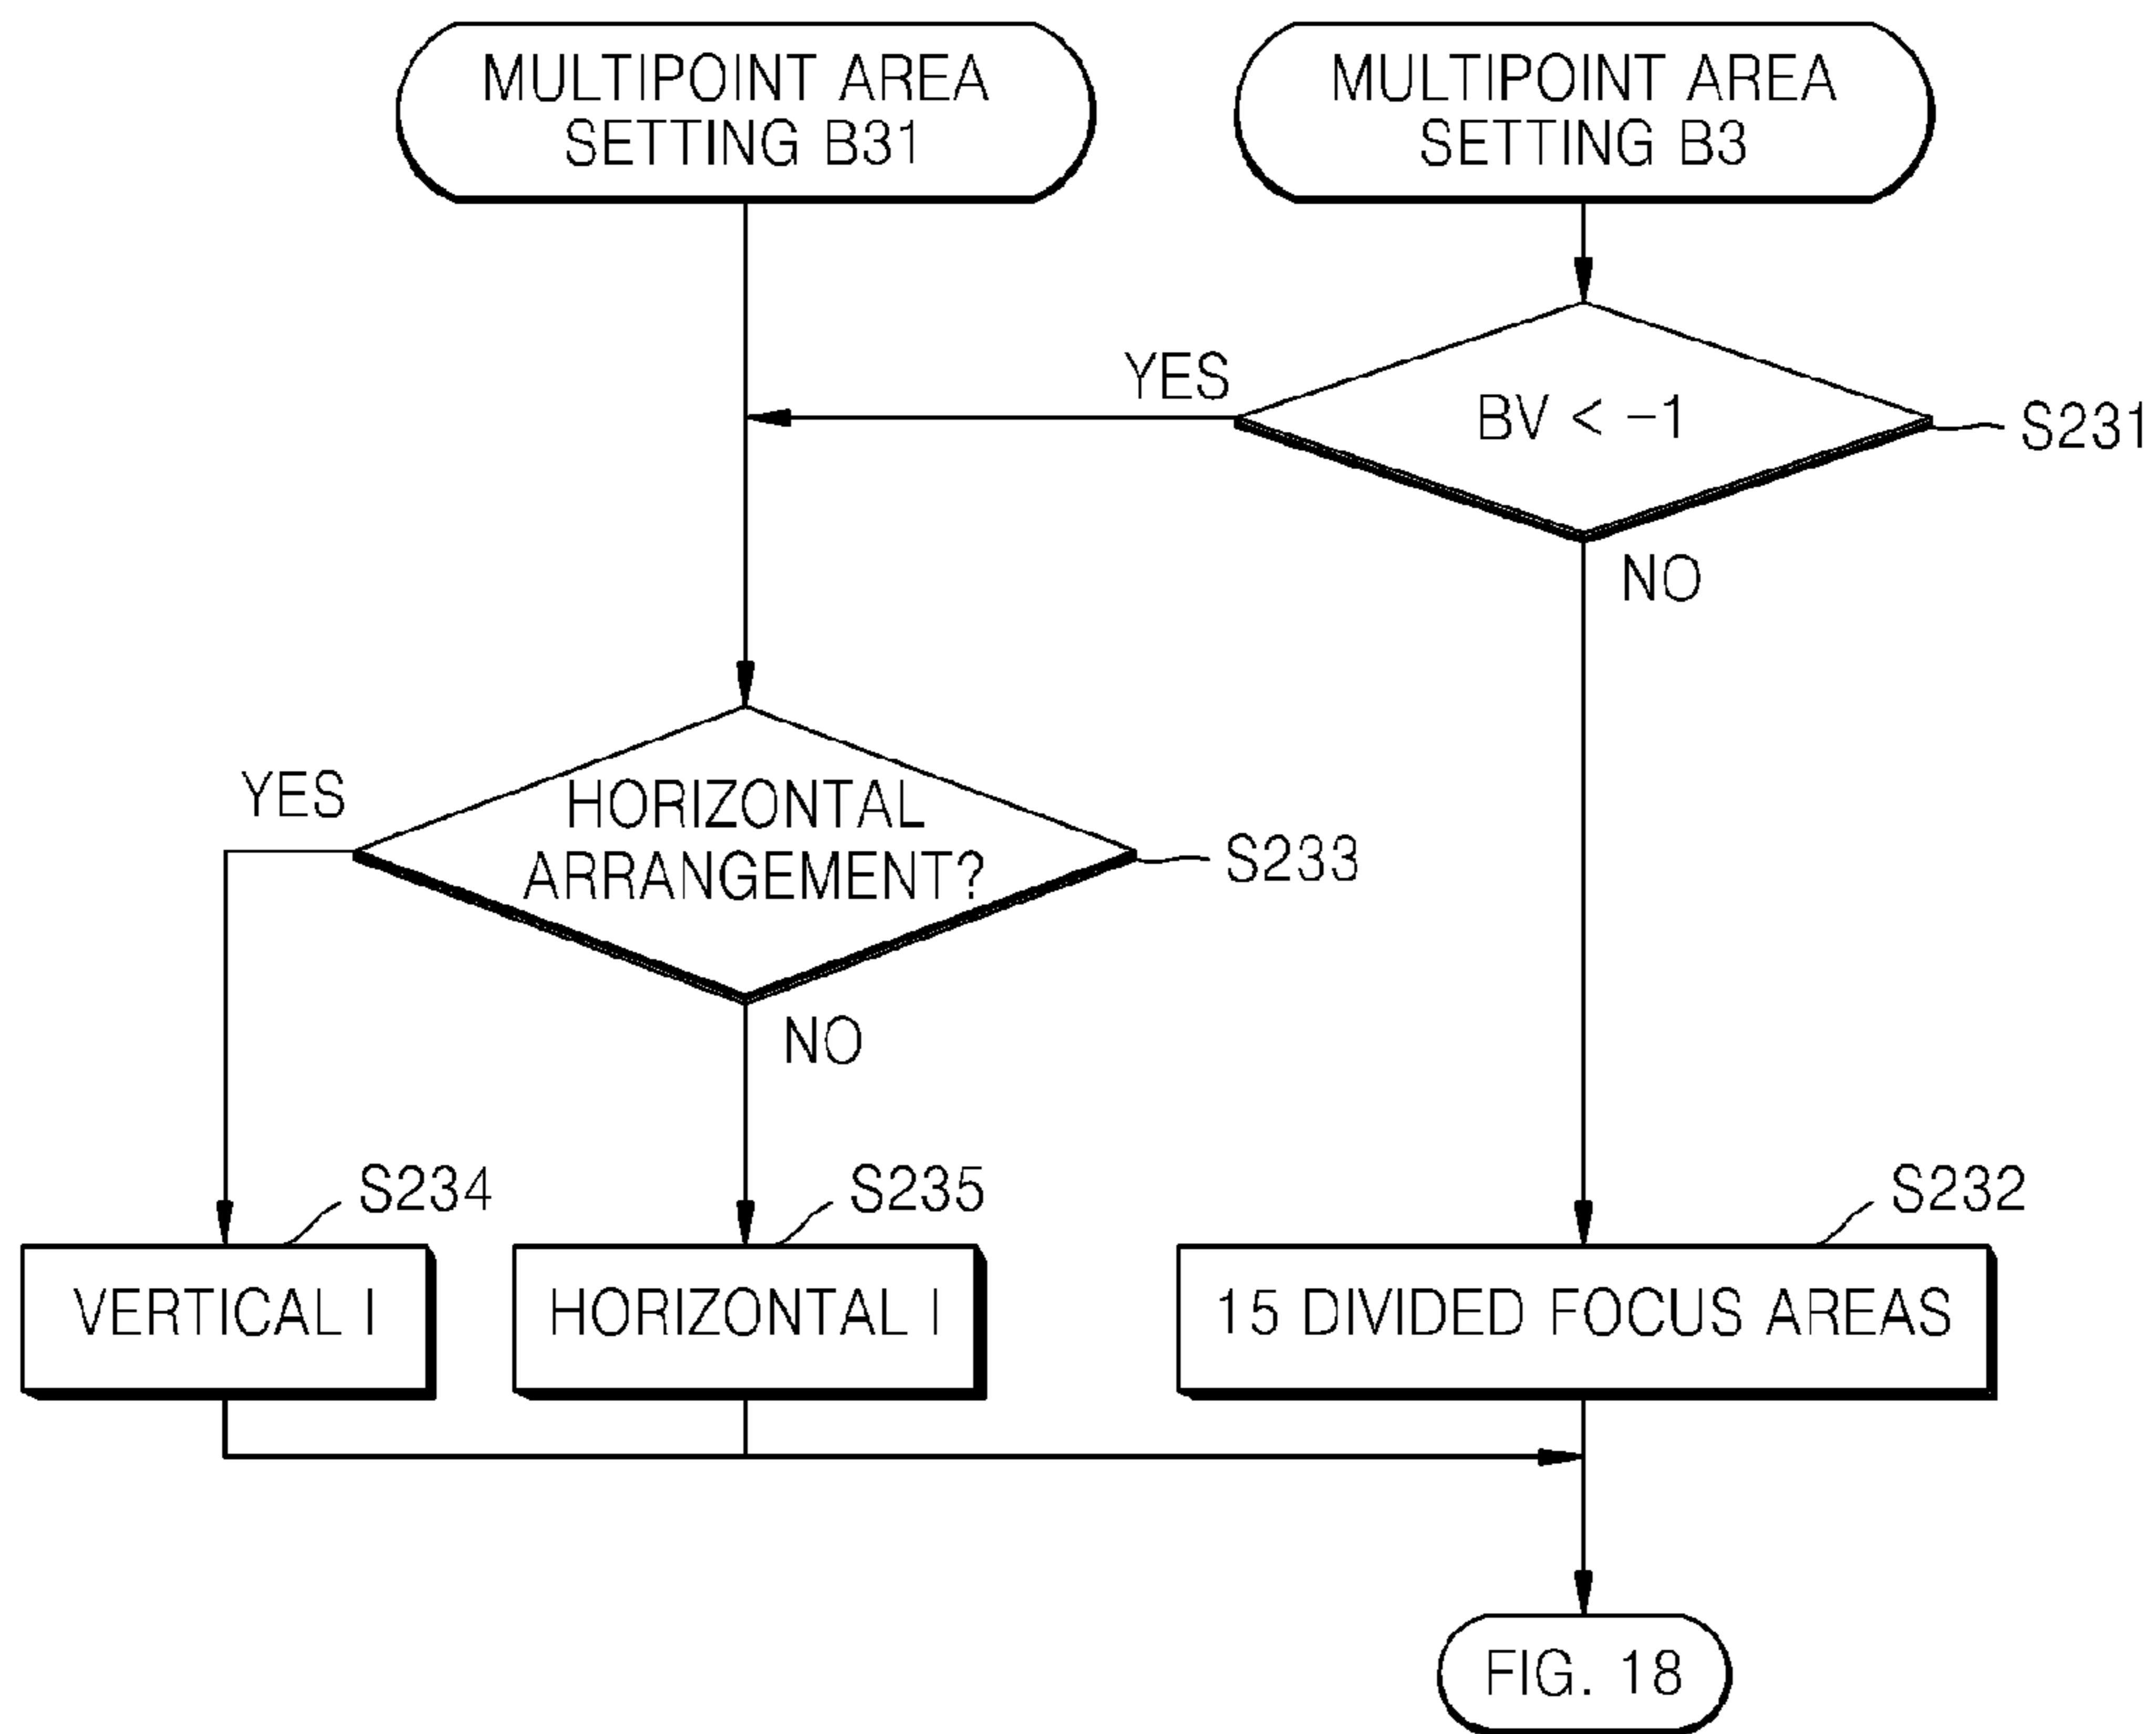 MULTIPOINT AREA
SETTING B31
MULTIPOINT AREA
SETTING B3
YES
BV < −1
S231
NO
YES
HORIZONTAL
ARRANGEMENT?
S233
NO
S234
S235
S232
VERTICAL I
HORIZONTAL I
15 DIVIDED FOCUS AREAS
FIG. 18